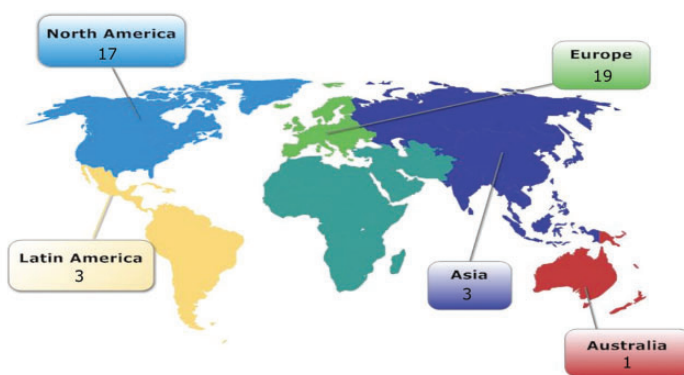 North America
17
Europe
19
Latin America
3
Asia
3
Australia
1